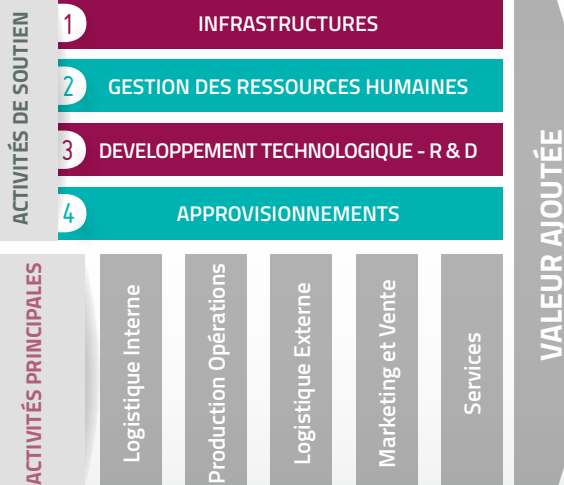 ACTIVITÉS DE SOUTIEN
1 INFRASTRUCTURES
2 GESTION DES RESSOURCES HUMAINES
3 DEVELOPPEMENT TECHNOLOGIQUE - R & D
4 APPROVISIONNEMENTS
ACTIVITÉS PRINCIPALES
Logistique Interne
Production Opérations
Logistique Externe
Marketing et Vente
Services
VALEUR AJOUTÉE